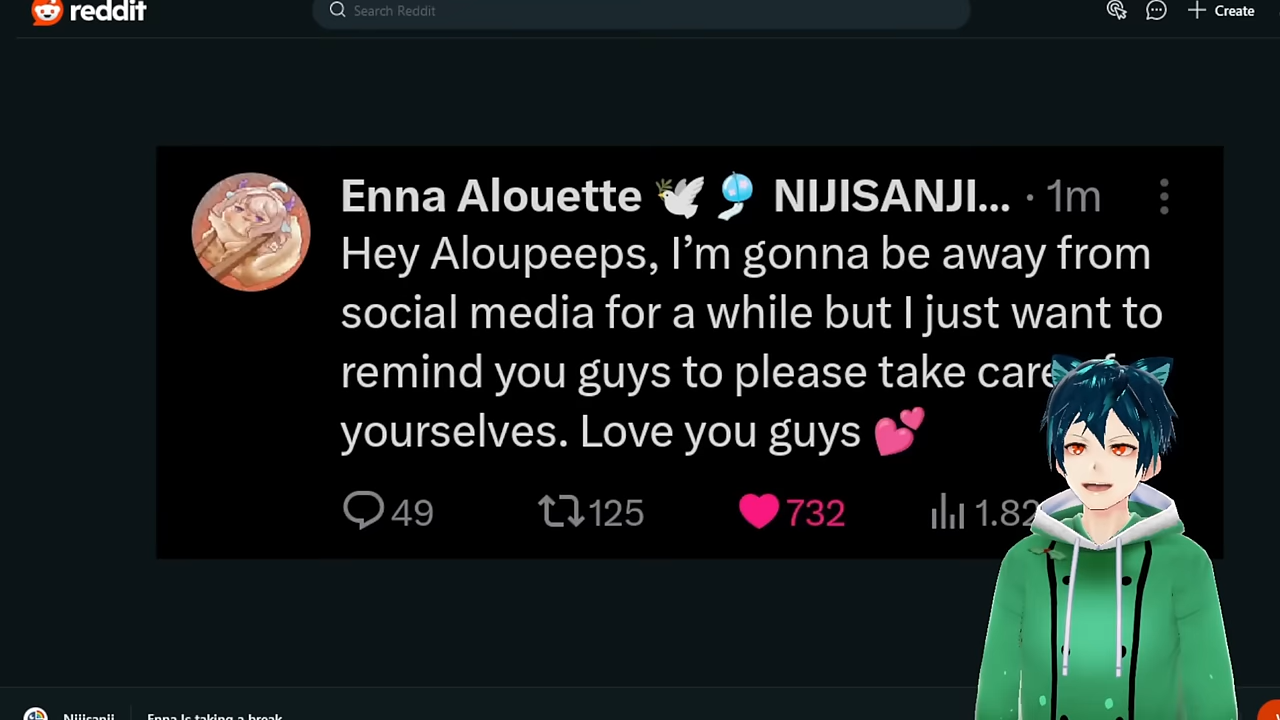 reddit
Search Reddit
Create
Enna Alouette 🕊️🎐 NIJISANJI... · 1m
Hey Aloupeeps, I’m gonna be away from
social media for a while but I just want to
remind you guys to please take care
yourselves. Love you guys 💕
49 125 732 1.82
Nijisanji Enna Is taking a break